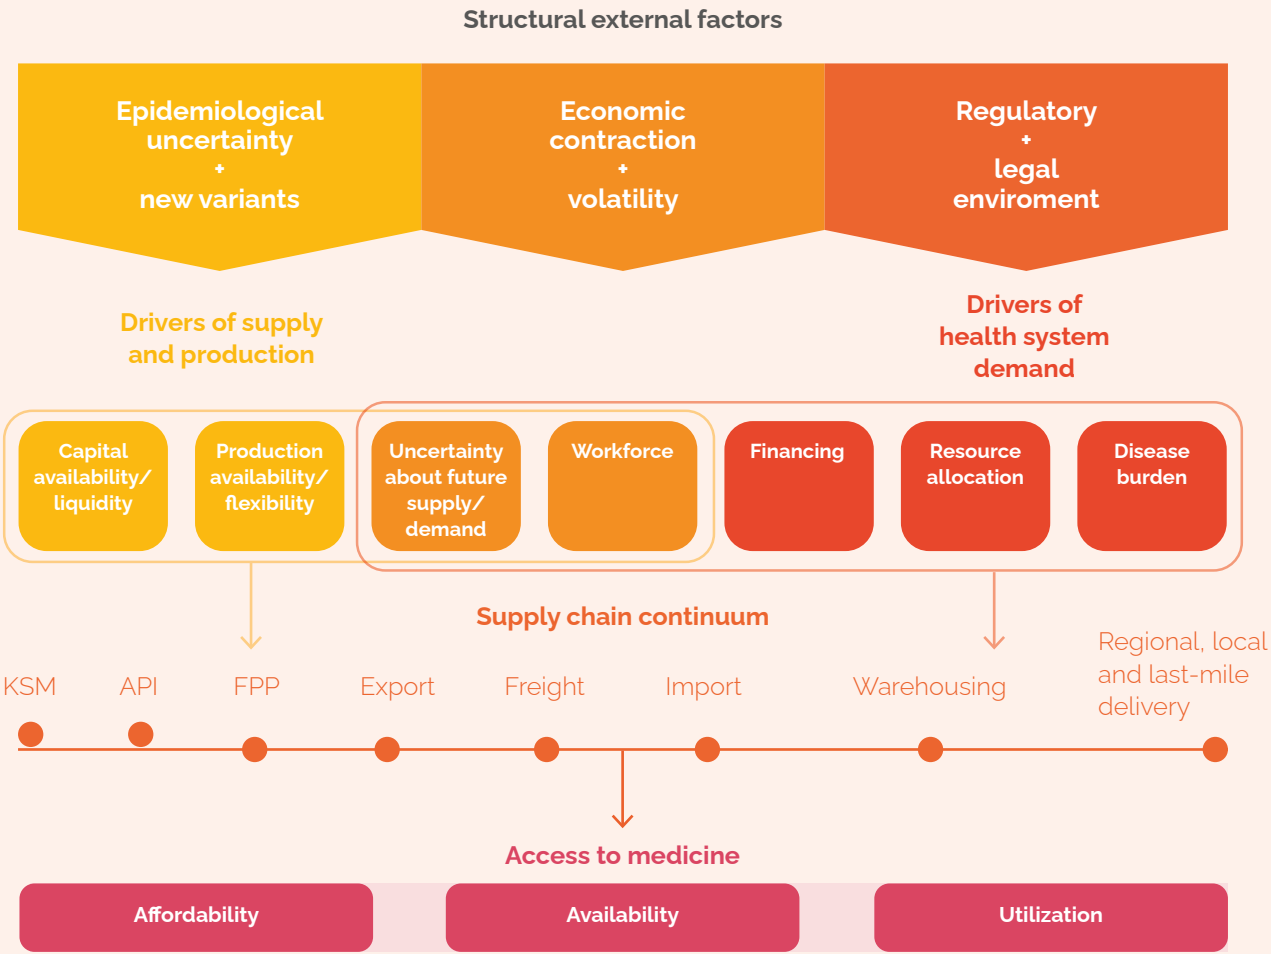 Structural external factors
Epidemiological
uncertainty
+
new variants
Economic
contraction
+
volatility
Regulatory
+
legal
enviroment
Drivers of supply
and production
Drivers of
health system
demand
Capital
availability/
liquidity
Production
availability/
flexibility
Uncertainty
about future
supply/
demand
Workforce
Financing
Resource
allocation
Disease
burden
Supply chain continuum
KSM
API
FPP
Export
Freight
Import
Warehousing
Regional, local
and last-mile
delivery
Access to medicine
Affordability
Availability
Utilization